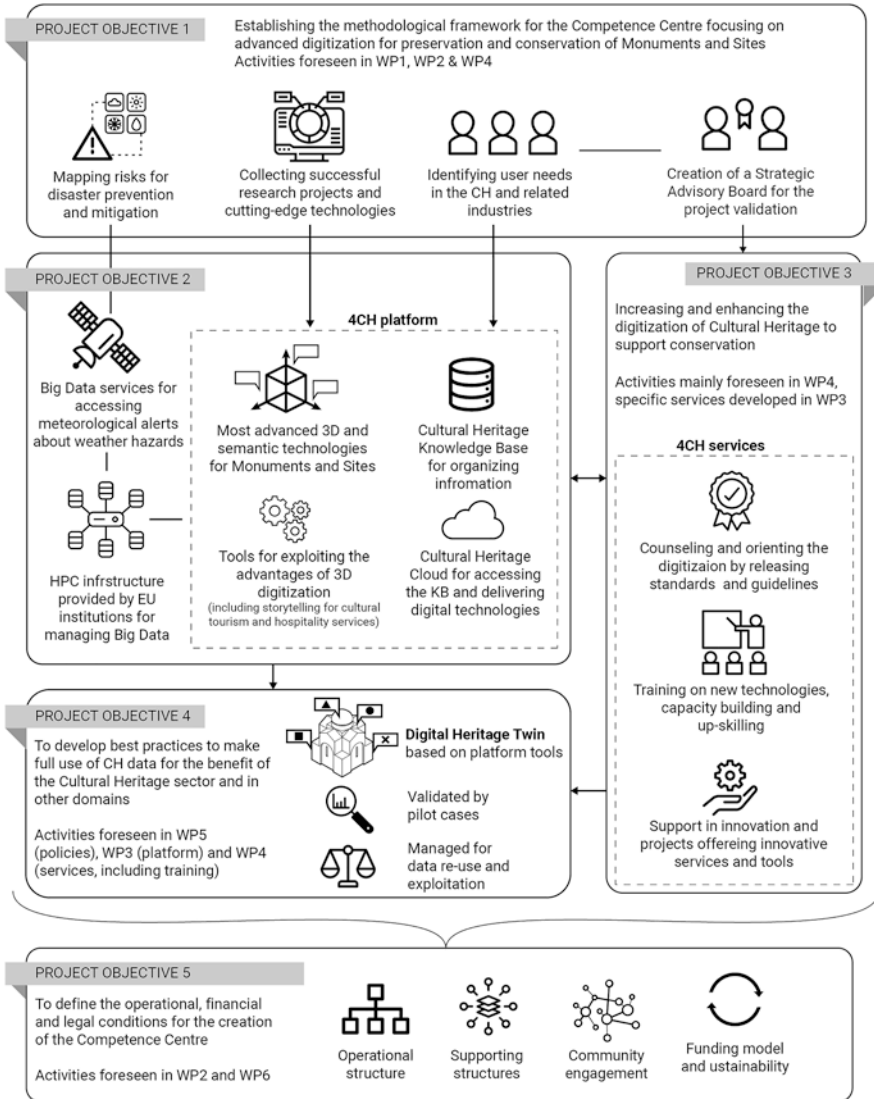 PROJECT OBJECTIVE 1
Establishing the methodological framework for the Competence Centre focusing on
advanced digitization for preservation and conservation of Monuments and Sites
Activities foreseen in WP1, WP2 & WP4
Mapping risks for
disaster prevention
and mitigation
Collecting successful
research projects and
cutting-edge technologies
Identifying user needs
in the CH and related
industries
Creation of a Strategic
Advisory Board for the
project validation
PROJECT OBJECTIVE 2
Big Data services for
accessing
meteorological alerts
about weather hazards
HPC infrstructure
provided by EU
institutions for
managing Big Data
4CH platform
Most advanced 3D and
semantic technologies
for Monuments and Sites
Cultural Heritage
Knowledge Base
for organizing
infromation
Tools for exploiting the
advantages of 3D
digitization
(including storytelling for cultural
tourism and hospitality services)
Cultural Heritage
Cloud for accessing
the KB and delivering
digital technologies
PROJECT OBJECTIVE 3
Increasing and enhancing the
digitization of Cultural Heritage to
support conservation
Activities mainly foreseen in WP4,
specific services developed in WP3
4CH services
Counseling and orienting the
digitizaion by releasing
standards and guidelines
Training on new technologies,
capacity building and
up-skilling
Support in innovation and
projects offereing innovative
services and tools
PROJECT OBJECTIVE 4
To develop best practices to make
full use of CH data for the benefit of
the Cultural Heritage sector and in
other domains
Activities foreseen in WP5
(policies), WP3 (platform) and WP4
(services, including training)
Digital Heritage Twin
based on platform tools
Validated by
pilot cases
Managed for
data re-use and
exploitation
PROJECT OBJECTIVE 5
To define the operational, financial
and legal conditions for the creation
of the Competence Centre
Activities foreseen in WP2 and WP6
Operational
structure
Supporting
structures
Community
engagement
Funding model
and ustainability